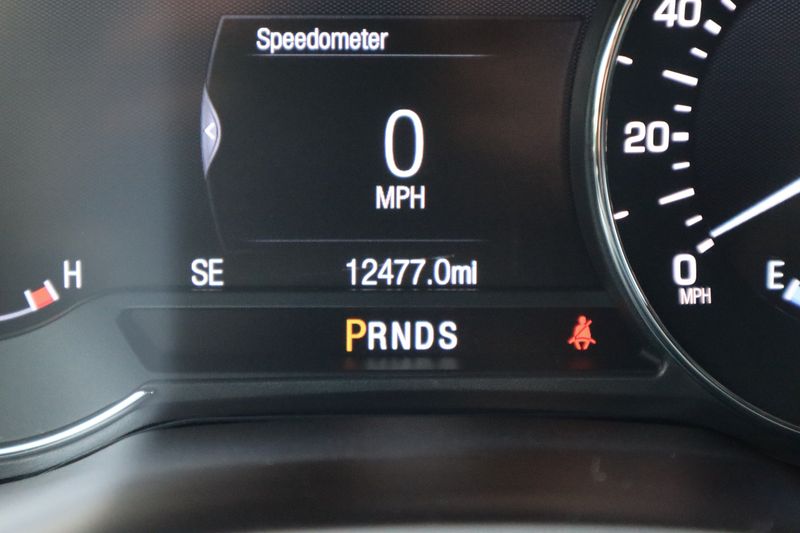 Speedometer
0
MPH
40
20
0
MPH
H
SE 12477.0mi
E
PRNDS